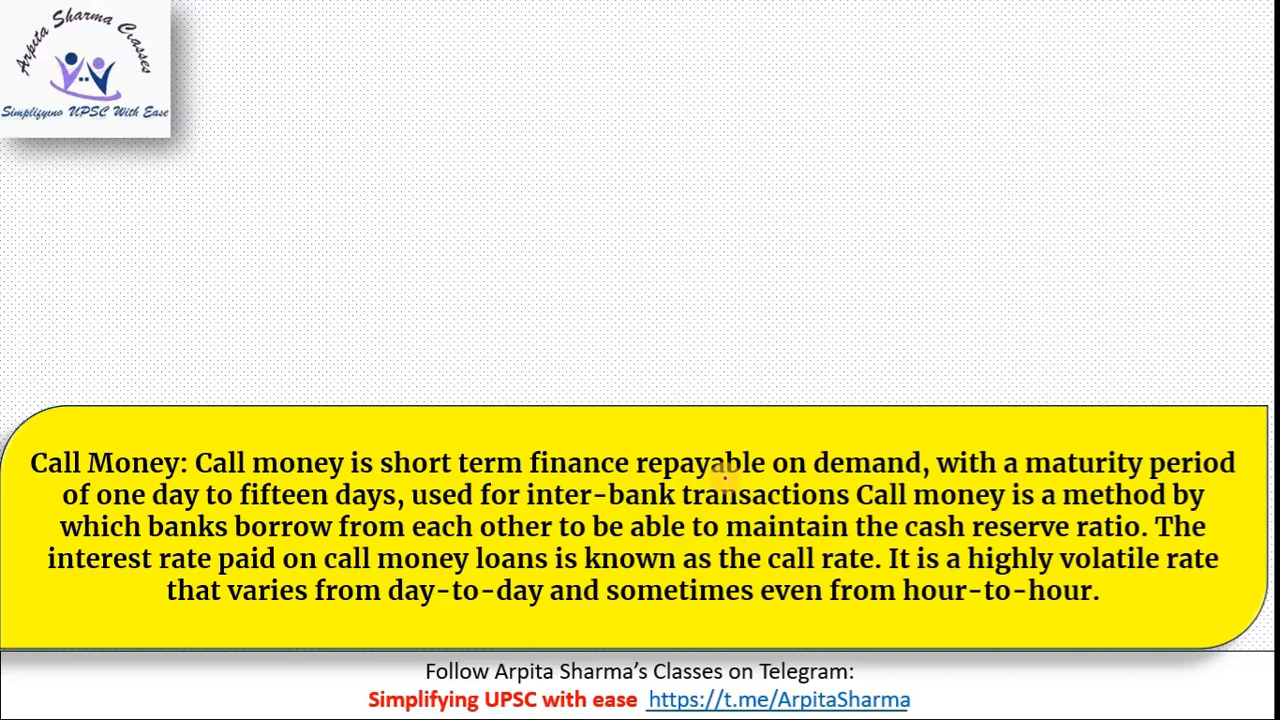 Arpita Sharma Classes
Simplifying UPSC With Ease
Call Money: Call money is short term finance repayable on demand, with a maturity period
of one day to fifteen days, used for inter-bank transactions Call money is a method by
which banks borrow from each other to be able to maintain the cash reserve ratio. The
interest rate paid on call money loans is known as the call rate. It is a highly volatile rate
that varies from day-to-day and sometimes even from hour-to-hour.
Follow Arpita Sharma’s Classes on Telegram:
Simplifying UPSC with ease https://t.me/ArpitaSharma